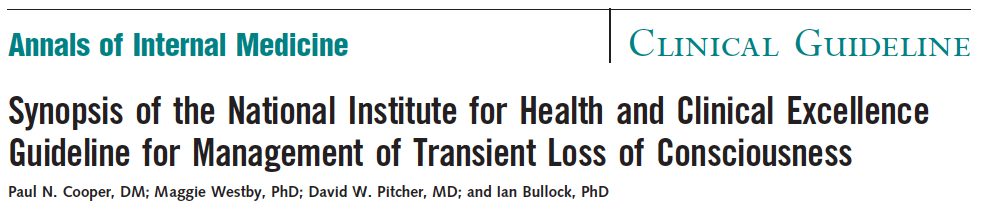 Annals of Internal Medicine
CLINICAL GUIDELINE
Synopsis of the National Institute for Health and Clinical Excellence
Guideline for Management of Transient Loss of Consciousness
Paul N. Cooper, DM; Maggie Westby, PhD; David W. Pitcher, MD; and Ian Bullock, PhD